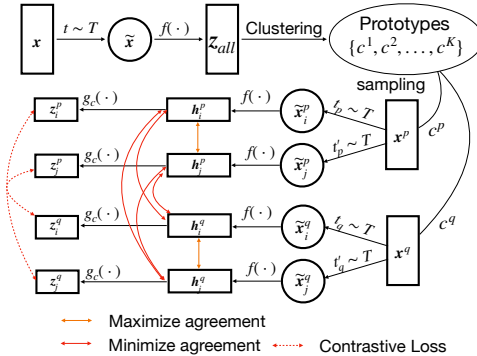 x t ~ T x̃ f(·) z_all Clustering Prototypes
{c^1, c^2, ..., c^K}
sampling
z_i^p g_c(·) h_i^p f(·) x̃_i^p t_p ~ T
x^p c^p
z_j^p g_c(·) h_j^p f(·) x̃_j^p t'_p ~ T
z_i^q g_c(·) h_i^q f(·) x̃_i^q t_q ~ T
x^q c^q
z_j^q g_c(·) h_j^q f(·) x̃_j^q t'_q ~ T
Maximize agreement
Minimize agreement Contrastive Loss